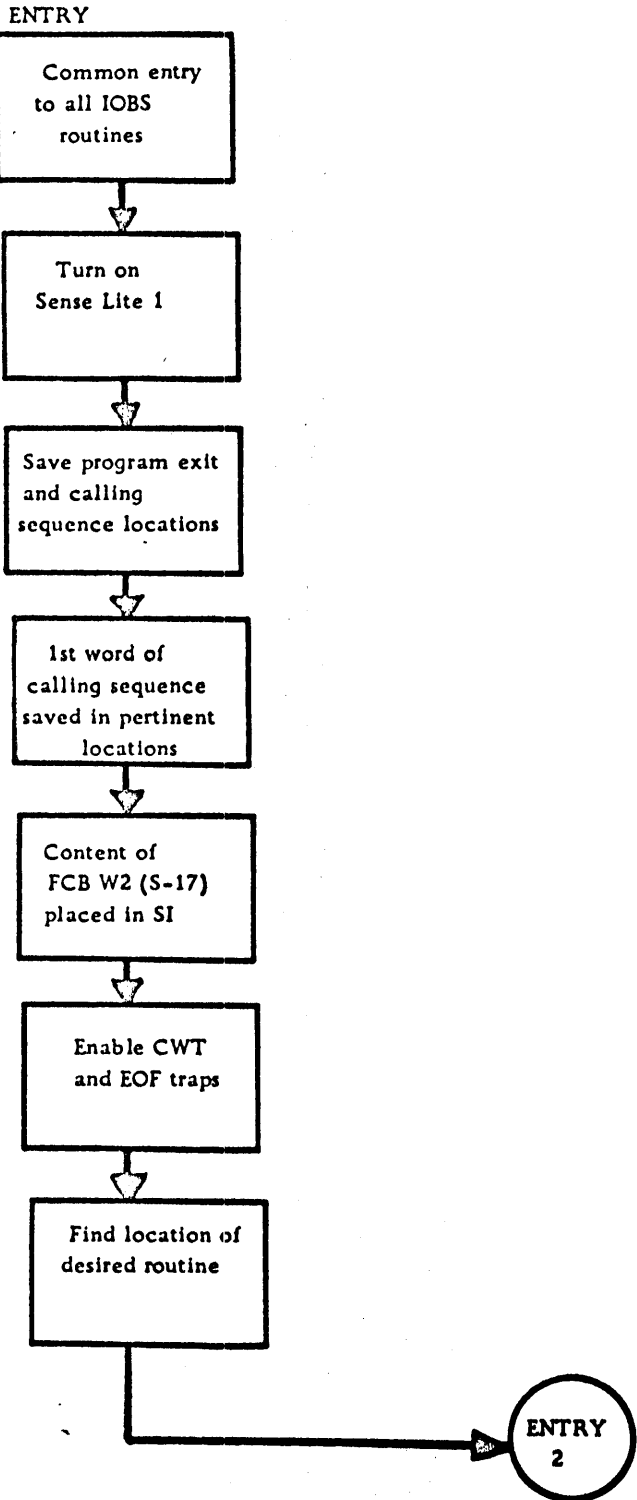 ENTRY
Common entry
to all IOBS
routines
Turn on
Sense Lite 1
Save program exit
and calling
sequence locations
1st word of
calling sequence
saved in pertinent
locations
Content of
FCB W2 (S-17)
placed in SI
Enable CWT
and EOF traps
Find location of
desired routine
ENTRY
2